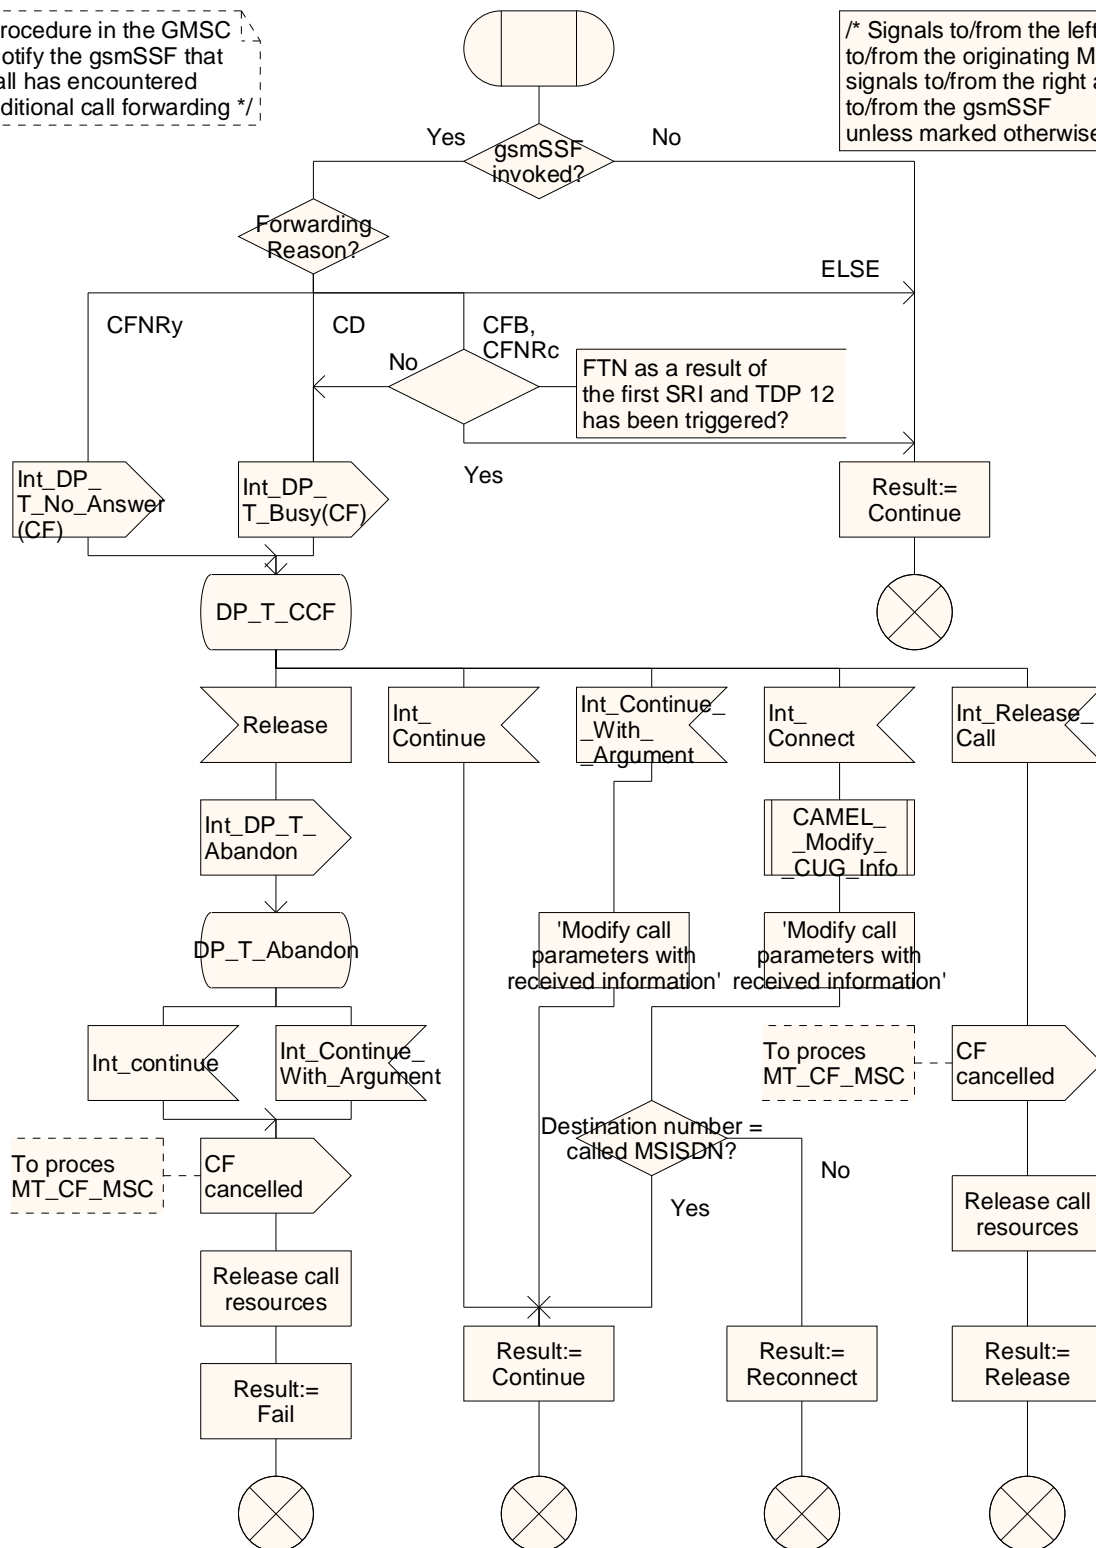 rocedure in the GMSC
otify the gsmSSF that
all has encountered
ditional call forwarding */
/* Signals to/from the left
to/from the originating M
signals to/from the right a
to/from the gsmSSF
unless marked otherwise
Yes
gsmSSF
invoked?
No
Forwarding
Reason?
ELSE
CFNRy
CD
CFB,
CFNRc
No
FTN as a result of
the first SRI and TDP 12
has been triggered?
Yes
Int_DP_
T_No_Answer
(CF)
Int_DP_
T_Busy(CF)
Result:=
Continue
DP_T_CCF
Release
Int_
Continue
Int_Continue_
_With_
_Argument
Int_
Connect
Int_Release_
Call
Int_DP_T_
Abandon
CAMEL_
_Modify_
_CUG_Info
DP_T_Abandon
'Modify call
parameters with
received information'
'Modify call
parameters with
received information'
Int_continue
Int_Continue_
With_Argument
To proces
MT_CF_MSC
CF
cancelled
Destination number =
called MSISDN?
To proces
MT_CF_MSC
CF
cancelled
No
Yes
Release call
resources
Release call
resources
Result:=
Fail
Result:=
Continue
Result:=
Reconnect
Result:=
Release